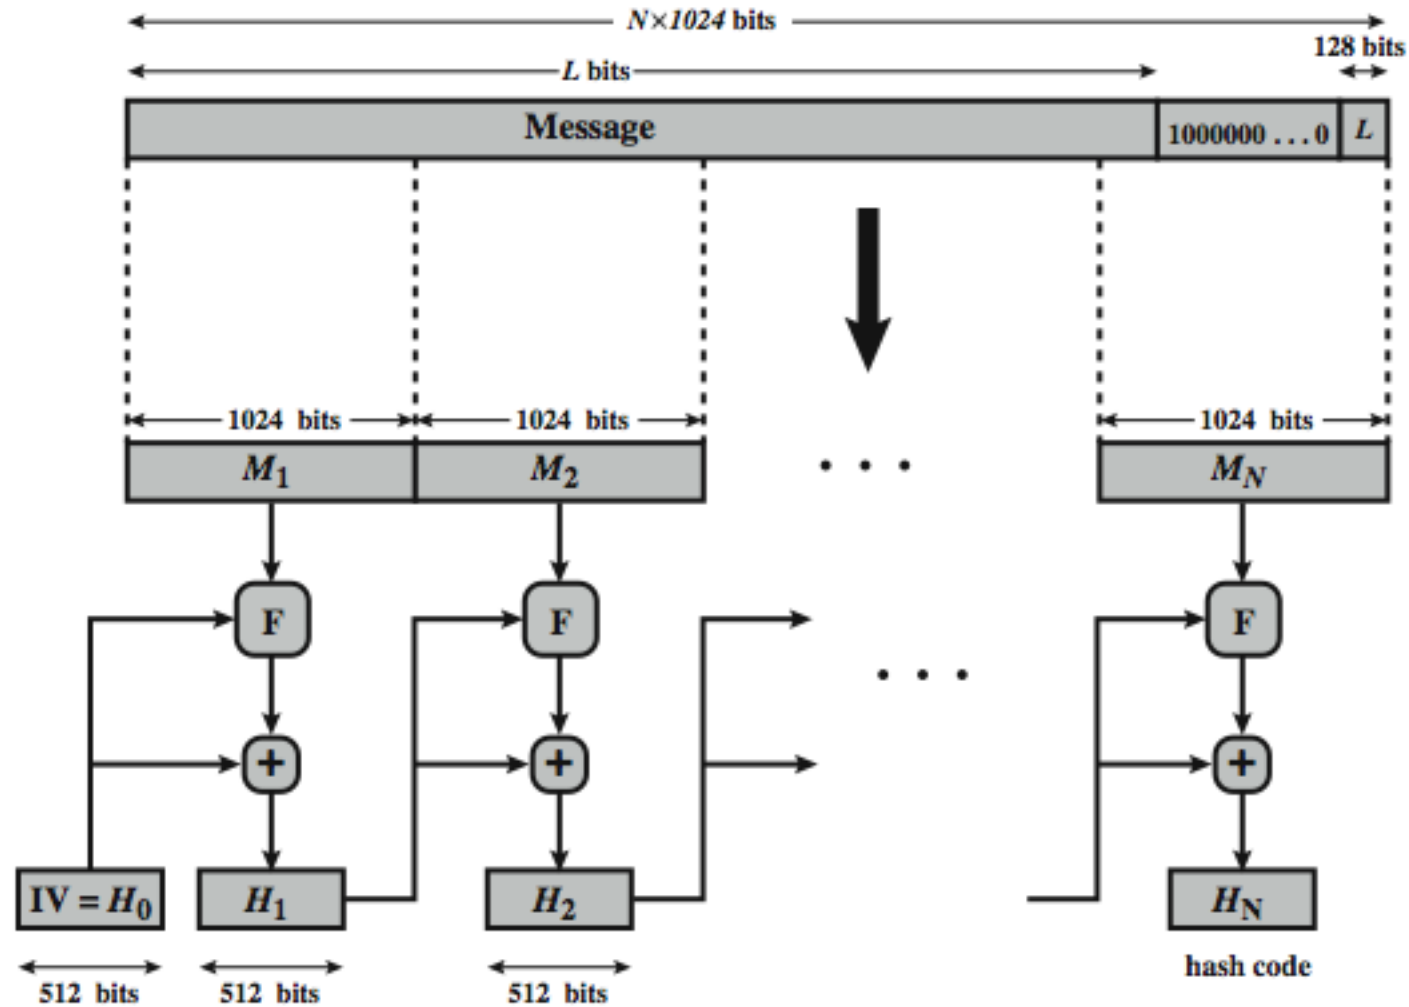 N×1024 bits
128 bits
L bits
Message
1000000 . . . 0
L
1024 bits
1024 bits
1024 bits
M1
M2
. . .
MN
F
F
F
. . .
+
+
+
IV = H0
H1
H2
HN
hash code
512 bits
512 bits
512 bits